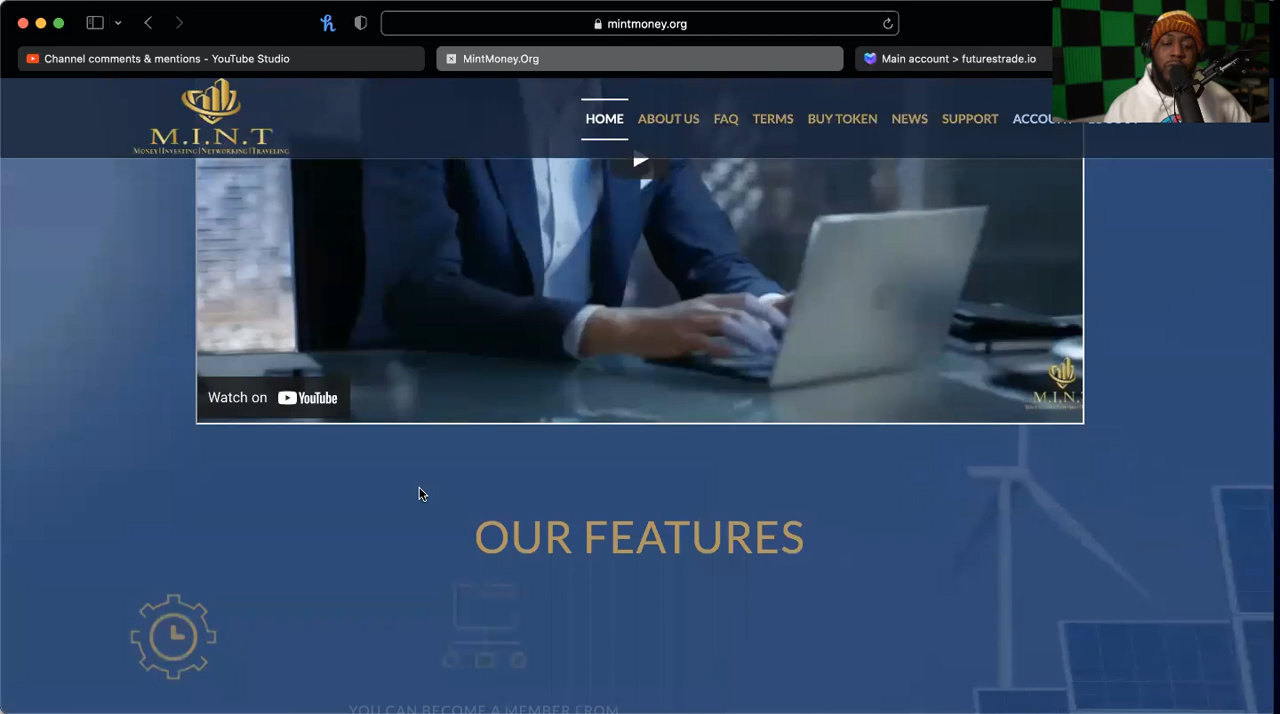 mintmoney.org
Channel comments & mentions - YouTube Studio
MintMoney.Org
Main account > futurestrade.io
M.I.N.T
MONEY|INVESTING|NETWORKING|TRAVELING
HOME
ABOUT US
FAQ
TERMS
BUY TOKEN
NEWS
SUPPORT
ACCOU
Watch on YouTube
M.I.N.T
OUR FEATURES
YOU CAN BECOME A MEMBER FROM